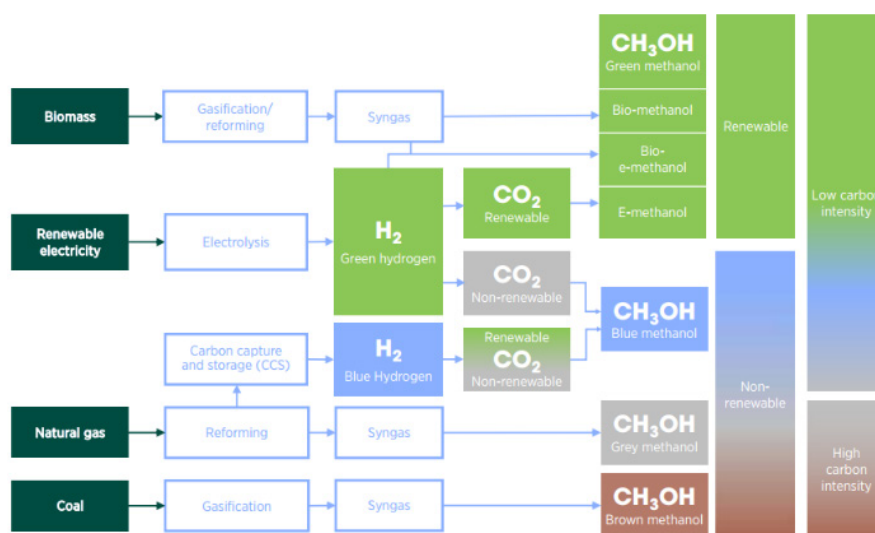 CH₃OH
Green methanol
Biomass
Gasification/
reforming
Syngas
Bio-methanol
Renewable
Bio-
e-methanol
Low carbon
intensity
Renewable
electricity
Electrolysis
H₂
Green hydrogen
CO₂
Renewable
E-methanol
CO₂
Non-renewable
CH₃OH
Blue methanol
Carbon capture
and storage (CCS)
H₂
Blue Hydrogen
Renewable
CO₂
Non-renewable
Non-
renewable
Natural gas
Reforming
Syngas
CH₃OH
Grey methanol
High
carbon
intensity
Coal
Gasification
Syngas
CH₃OH
Brown methanol